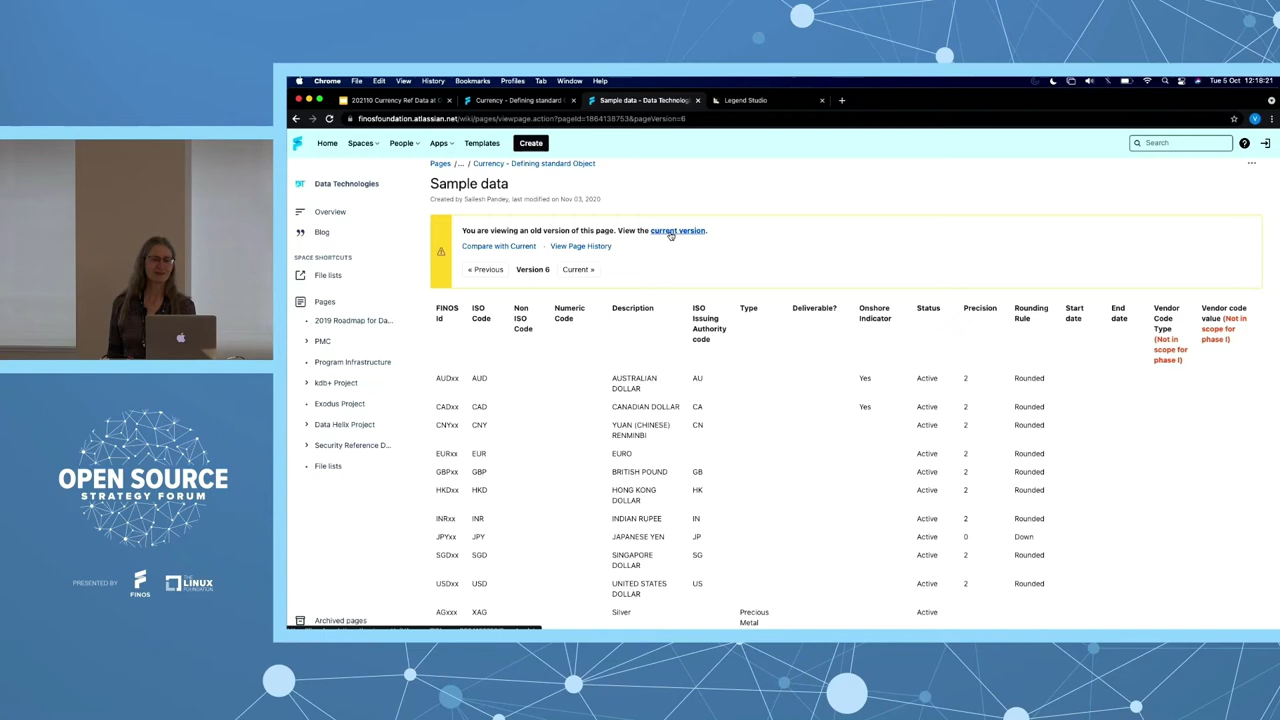 Chrome File Edit View History Bookmarks Profiles Tab Window Help Tue 5 Oct 12:18:21
202110 Currency Ref Data at O Currency - Defining standard Sample data - Data Technolog Legend Studio
finosfoundation.atlassian.net/wiki/pages/viewpage.action?pageId=1864138753&pageVersion=6
Home Spaces People Apps Templates Create Search
Pages /... / Currency - Defining standard Object
Data Technologies
Sample data
Created by Sailesh Pandey, last modified on Nov 03, 2020
Overview
Blog
SPACE SHORTCUTS
File lists
Pages
2019 Roadmap for Da...
PMC
Program Infrastructure
kdb+ Project
Exodus Project
Data Helix Project
Security Reference D...
File lists
Archived pages
You are viewing an old version of this page. View the current version.
Compare with Current · View Page History
« Previous Version 6 Current »
FINOS Id
ISO Code
Non ISO Code
Numeric Code
Description
ISO Issuing Authority code
Type
Deliverable?
Onshore Indicator
Status
Precision
Rounding Rule
Start date
End date
Vendor Code Type (Not in scope for phase I)
Vendor code value (Not in scope for phase I)
AUDxx AUD AUSTRALIAN DOLLAR AU Yes Active 2 Rounded
CADxx CAD CANADIAN DOLLAR CA Yes Active 2 Rounded
CNYxx CNY YUAN (CHINESE) RENMINBI CN Active 2 Rounded
EURxx EUR EURO Active 2 Rounded
GBPxx GBP BRITISH POUND GB Active 2 Rounded
HKDxx HKD HONG KONG DOLLAR HK Active 2 Rounded
INRxx INR INDIAN RUPEE IN Active 2 Rounded
JPYxx JPY JAPANESE YEN JP Active 0 Down
SGDxx SGD SINGAPORE DOLLAR SG Active 2 Rounded
USDxx USD UNITED STATES DOLLAR US Active 2 Rounded
AGxxx XAG Silver Precious Metal Active
OPEN SOURCE
STRATEGY FORUM
PRESENTED BY
FINOS
THE LINUX FOUNDATION